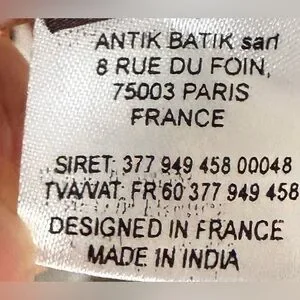 ANTIK BATIK sarl
8 RUE DU FOIN,
75003 PARIS
FRANCE
SIRET: 377 949 458 00048
TVA/VAT: FR 60 377 949 458
DESIGNED IN FRANCE
MADE IN INDIA